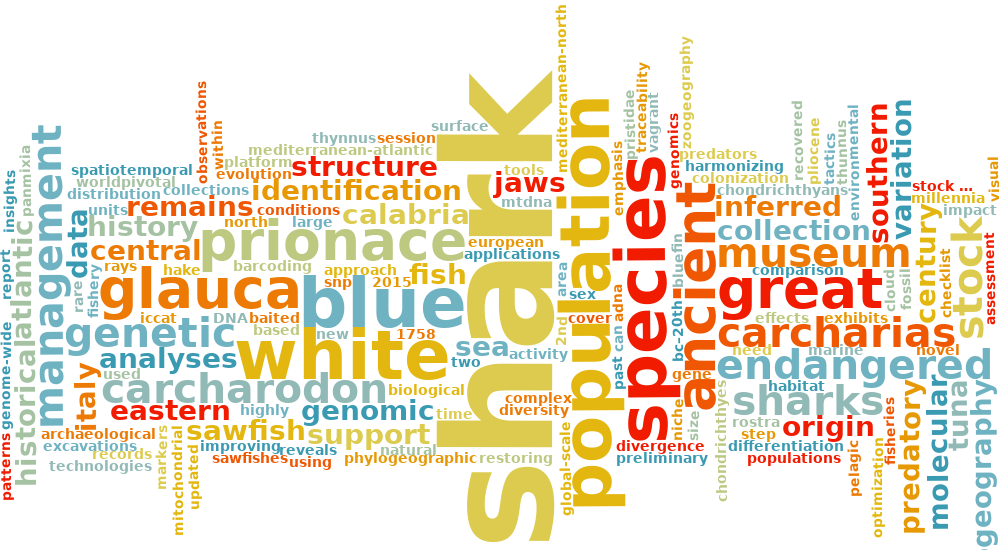 shark
population
species
white
blue
prionace
glauca
ancient
great
carcharias
carcharodon
museum
endangered
genetic
management
sharks
stock
historical
atlantic
structure
identification
jaws
remains
calabria
history
central
data
fish
analyses
sea
italy
eastern
genomic
sawfish
support
inferred
collection
southern
variation
century
origin
predatory
molecular
tuna
geography
mediterranean-north
surface
thynnus
session
mediterranean-atlantic
observations
within
platform
evolution
spatiotemporal
world
pivotal
distribution
collections
units
conditions
north
large
tools
mtdna
european
applications
rays
hake
barcoding
approach
snp
2015
rare
fishery
iccat
DNA
baited
based
new
1758
two
activity
area
sex
cover
2nd
used
biological
highly
time
complex
diversity
archaeological
excavations
records
technologies
markers
mitochondrial
updated
improving
reveals
sawfishes
using
natural
phylogeographic
restoring
global-scale
insights
panmixia
report
genome-wide
patterns
emphasis
pristidae
traceability
vagrant
zoogeography
genomics
predators
harmonizing
colonization
chondrichthyans
recovered
pliocene
tactics
thunnus
environmental
stock ...
millennia
impact
visual
checklist
assessment
comparison
cloud
fossil
effects
exhibits
need
marine
novel
habitat
bluefin
bc-20th
adna
can
past
gene
niche
size
chondrichthyes
rostra
step
divergence
differentiation
preliminary
populations
pelagic
optimization
fisheries